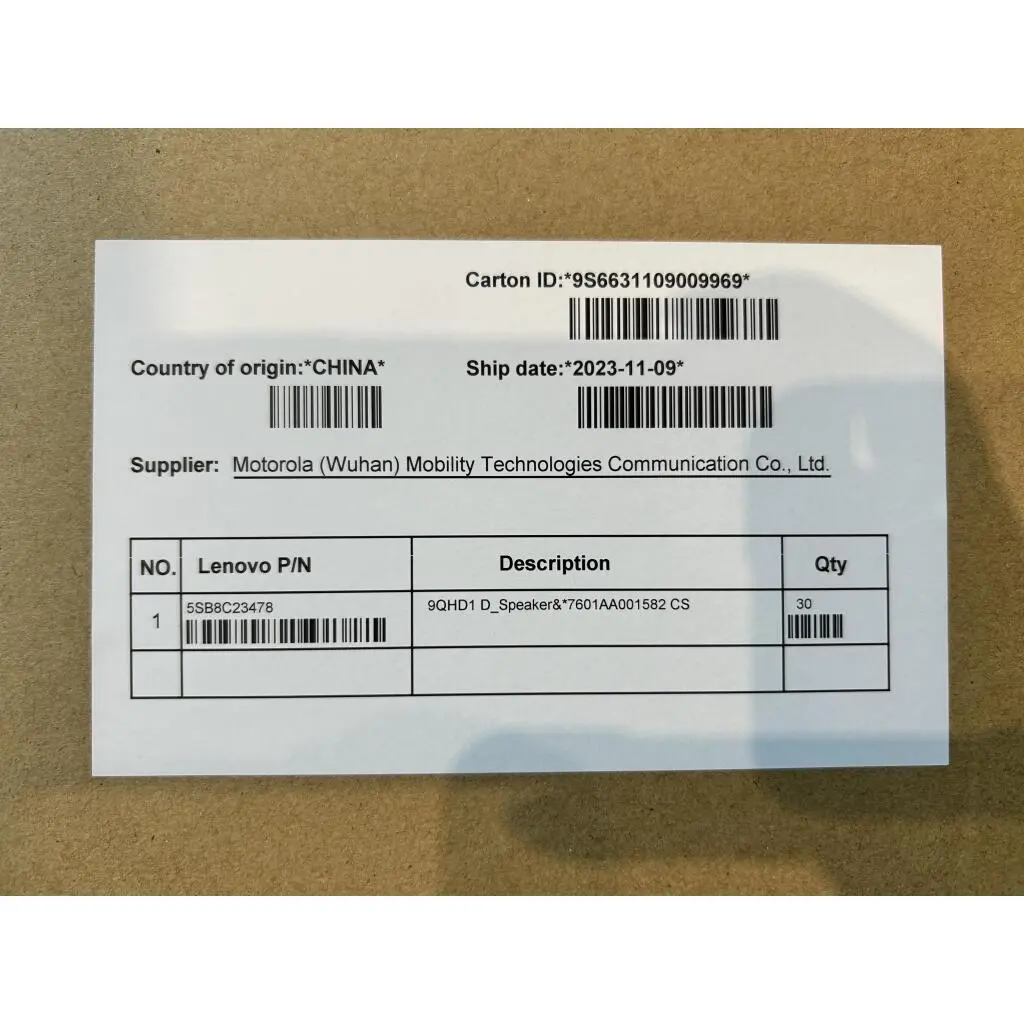 Carton ID:*9S6631109009969*
Country of origin:*CHINA* Ship date:*2023-11-09*
Supplier: Motorola (Wuhan) Mobility Technologies Communication Co., Ltd.
NO. Lenovo P/N Description Qty
1 5SB8C23478 9QHD1 D_Speaker&*7601AA001582 CS 30